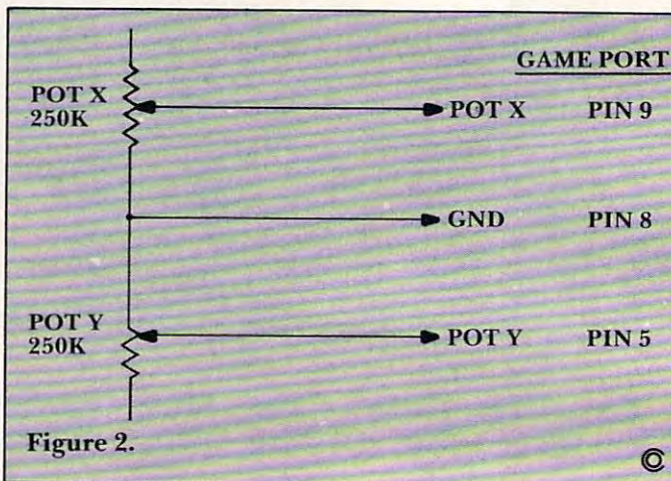 GAME PORT
POT X
250K
POT X PIN 9
GND PIN 8
POT Y
250K
POT Y PIN 5
Figure 2.
©